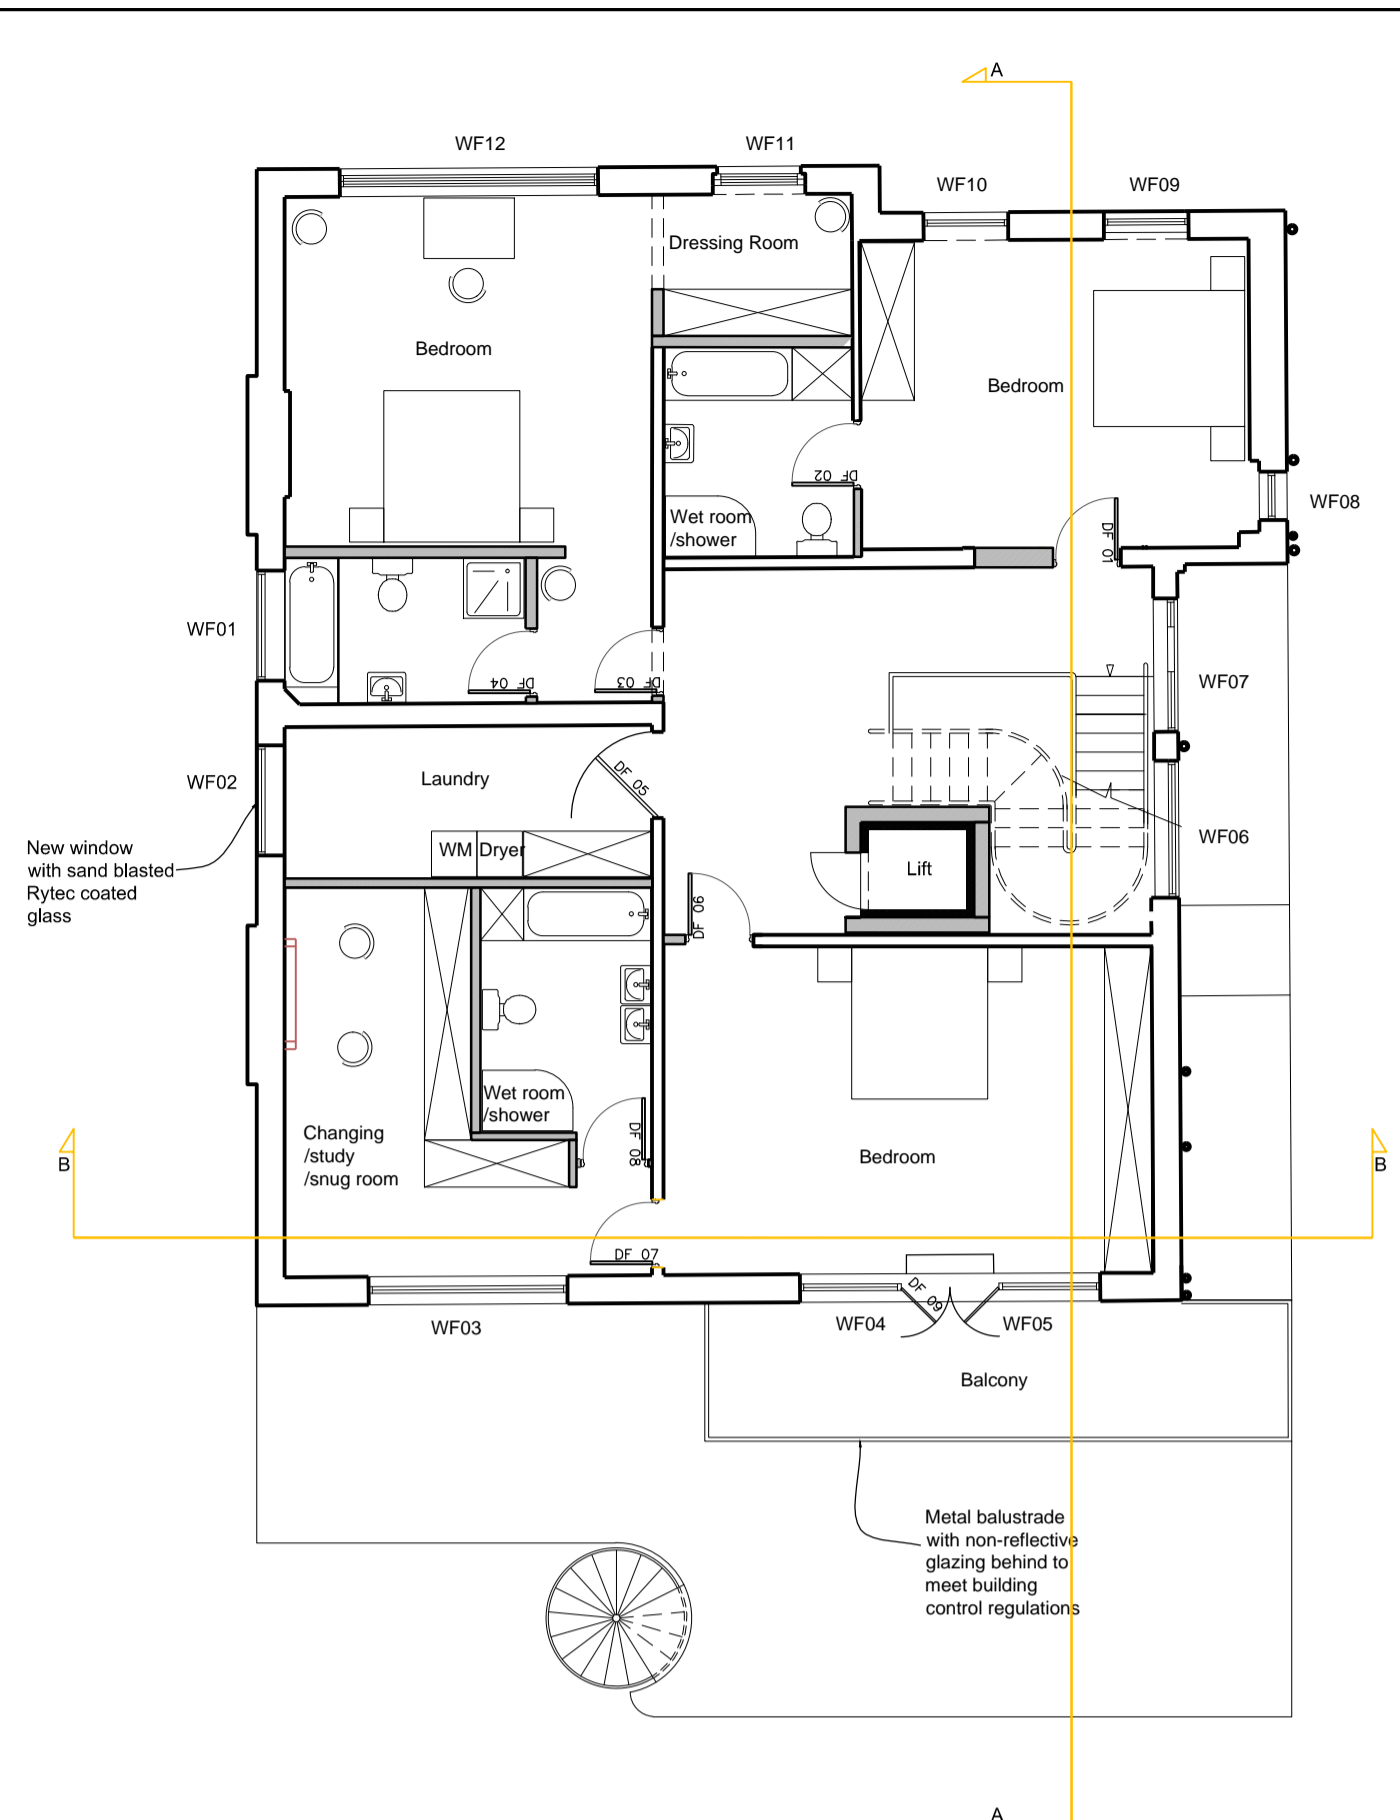 A
WF12
WF11
WF10
WF09
Dressing Room
Bedroom
Bedroom
DF 02
WF08
Wet room
/shower
DF 01
WF01
DF 04
DF 03
WF07
Laundry
DF 05
WF02
WF06
New window
with sand blasted
Rytec coated
glass
WM
Dryer
Lift
DF 06
Wet room
/shower
Changing
/study
/snug room
DF 08
Bedroom
B
B
DF 07
DF 09
WF03
WF04
WF05
Balcony
Metal balustrade
with non-reflective
glazing behind to
meet building
control regulations
A